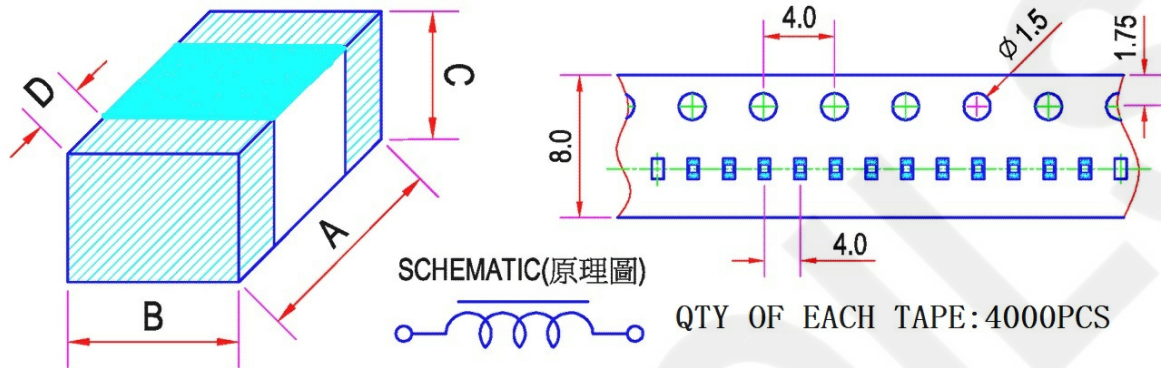 D
C
A
B
SCHEMATIC(原理圖)
4.0
Ø1.5
1.75
8.0
4.0
QTY OF EACH TAPE:4000PCS